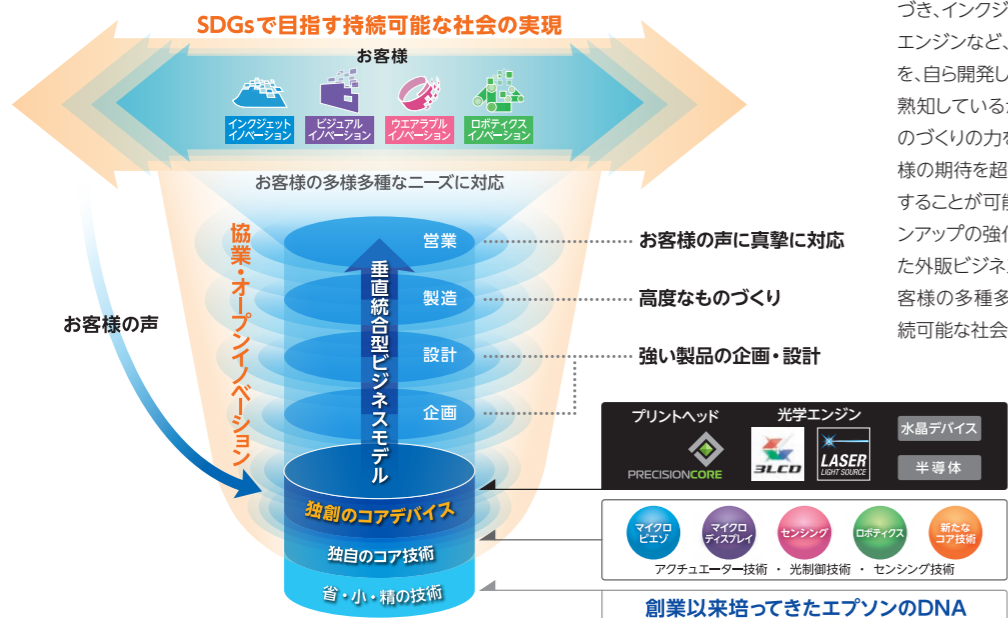 SDGsで目指す持続可能な社会の実現
お客様
インクジェット
イノベーション
ビジュアル
イノベーション
ウエアラブル
イノベーション
ロボティクス
イノベーション
お客様の多様多種なニーズに対応
協業・オープンイノベーション
お客様の声
垂直統合型ビジネスモデル
営業
お客様の声に真摯に対応
製造
高度なものづくり
設計
強い製品の企画・設計
企画
独創のコアデバイス
独自のコア技術
省・小・精の技術
プリントヘッド
PRECISIONCORE
光学エンジン
3LCD
LASER
LIGHT SOURCE
水晶デバイス
半導体
マイクロ
ピエゾ
マイクロ
ディスプレイ
センシング
ロボティクス
新たな
コア技術
アクチュエーター技術 ・ 光制御技術 ・ センシング技術
創業以来培ってきたエプソンのDNA
づき、インクジ
エンジンなど、
を、自ら開発し
熟知している
のづくりの力を
様の期待を超
することが可能
ンアップの強化
た外販ビジネ
客様の多種多
続可能な社会